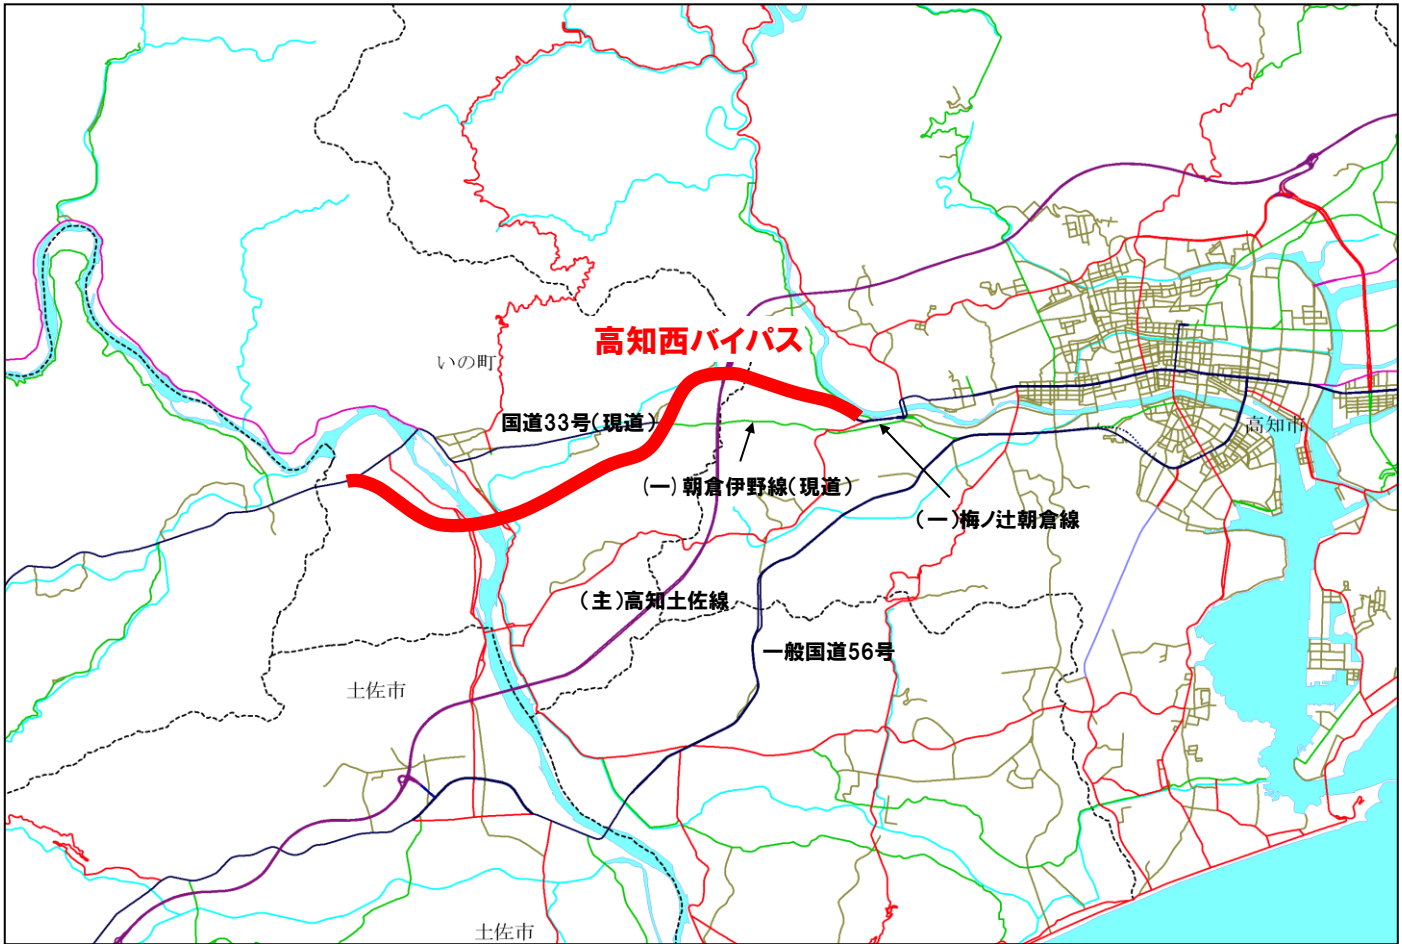 高知西バイパス
いの町
国道33号(現道)
高知市
(一)朝倉伊野線(現道)
(一)梅ノ辻朝倉線
(主)高知土佐線
一般国道56号
土佐市
土佐市